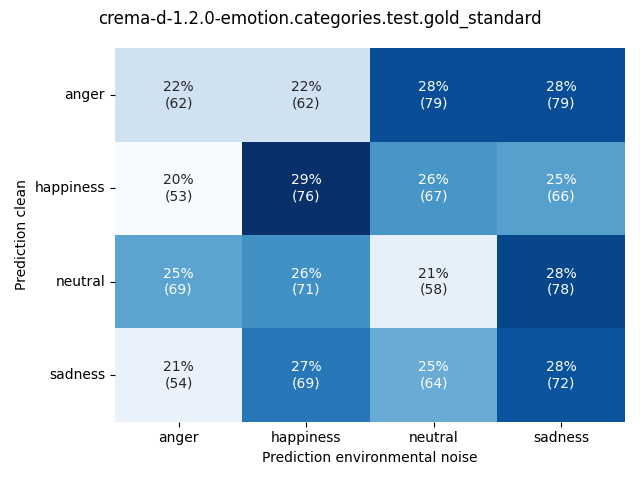 crema-d-1.2.0-emotion.categories.test.gold_standard
anger
22%
(62)
22%
(62)
28%
(79)
28%
(79)
happiness
20%
(53)
29%
(76)
26%
(67)
25%
(66)
neutral
25%
(69)
26%
(71)
21%
(58)
28%
(78)
sadness
21%
(54)
27%
(69)
25%
(64)
28%
(72)
Prediction clean
anger
happiness
neutral
sadness
Prediction environmental noise